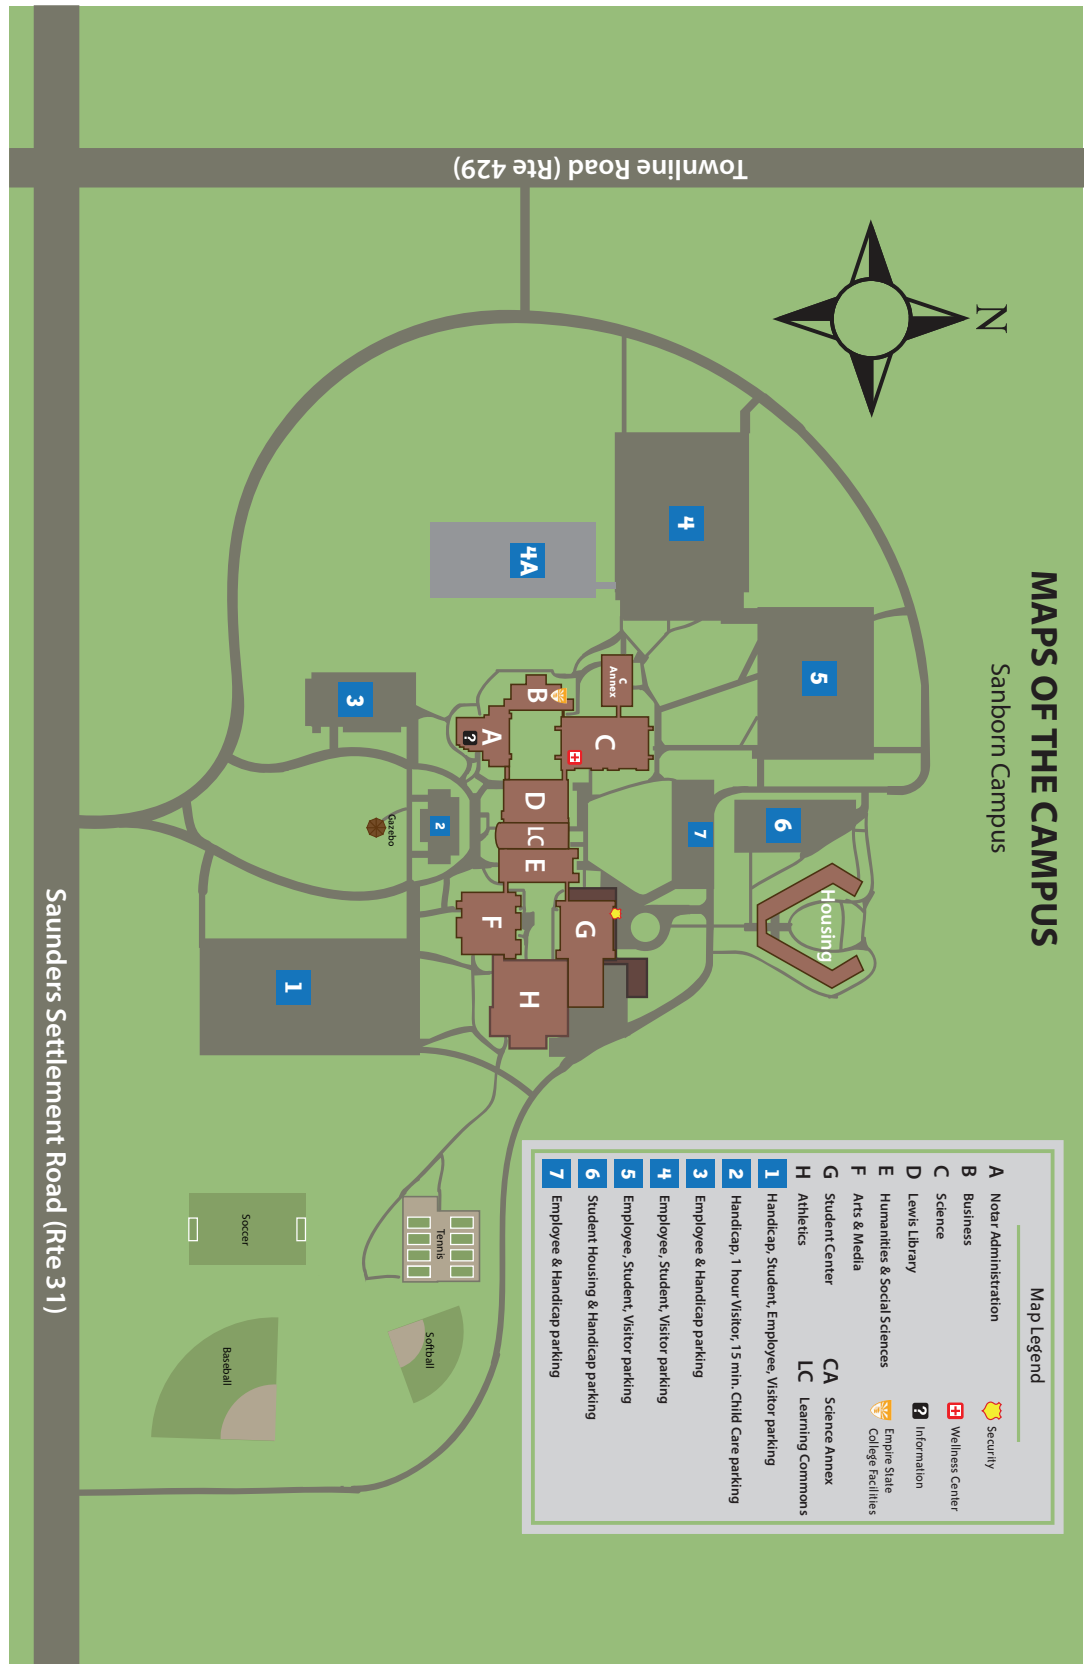 MAPS OF THE CAMPUS
Sanborn Campus
N
Townline Road (Rte 429)
Saunders Settlement Road (Rte 31)
4
4A
5
3
2
7
6
1
C
Annex
B
A
?
C
D
LC
E
F
G
H
Housing
Gazebo
Tennis
Soccer
Softball
Baseball
Map Legend
A Notar Administration
B Business
C Science
D Lewis Library
E Humanities & Social Sciences
F Arts & Media
G Student Center
H Athletics
CA Science Annex
LC Learning Commons
Security
Wellness Center
? Information
Empire State
College Facilities
1 Handicap, Student, Employee, Visitor parking
2 Handicap, 1 hour Visitor, 15 min. Child Care parking
3 Employee & Handicap parking
4 Employee, Student, Visitor parking
5 Employee, Student, Visitor parking
6 Student Housing & Handicap parking
7 Employee & Handicap parking